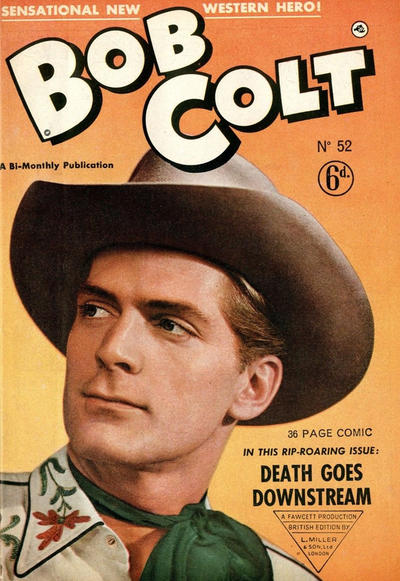 SENSATIONAL NEW WESTERN HERO!
BOB
COLT
A Bi-Monthly Publication
N° 52
6d.
36 PAGE COMIC
IN THIS RIP-ROARING ISSUE:
DEATH GOES
DOWNSTREAM
A FAWCETT PRODUCTION
BRITISH EDITION BY
L. MILLER
& SON, Ltd
LONDON